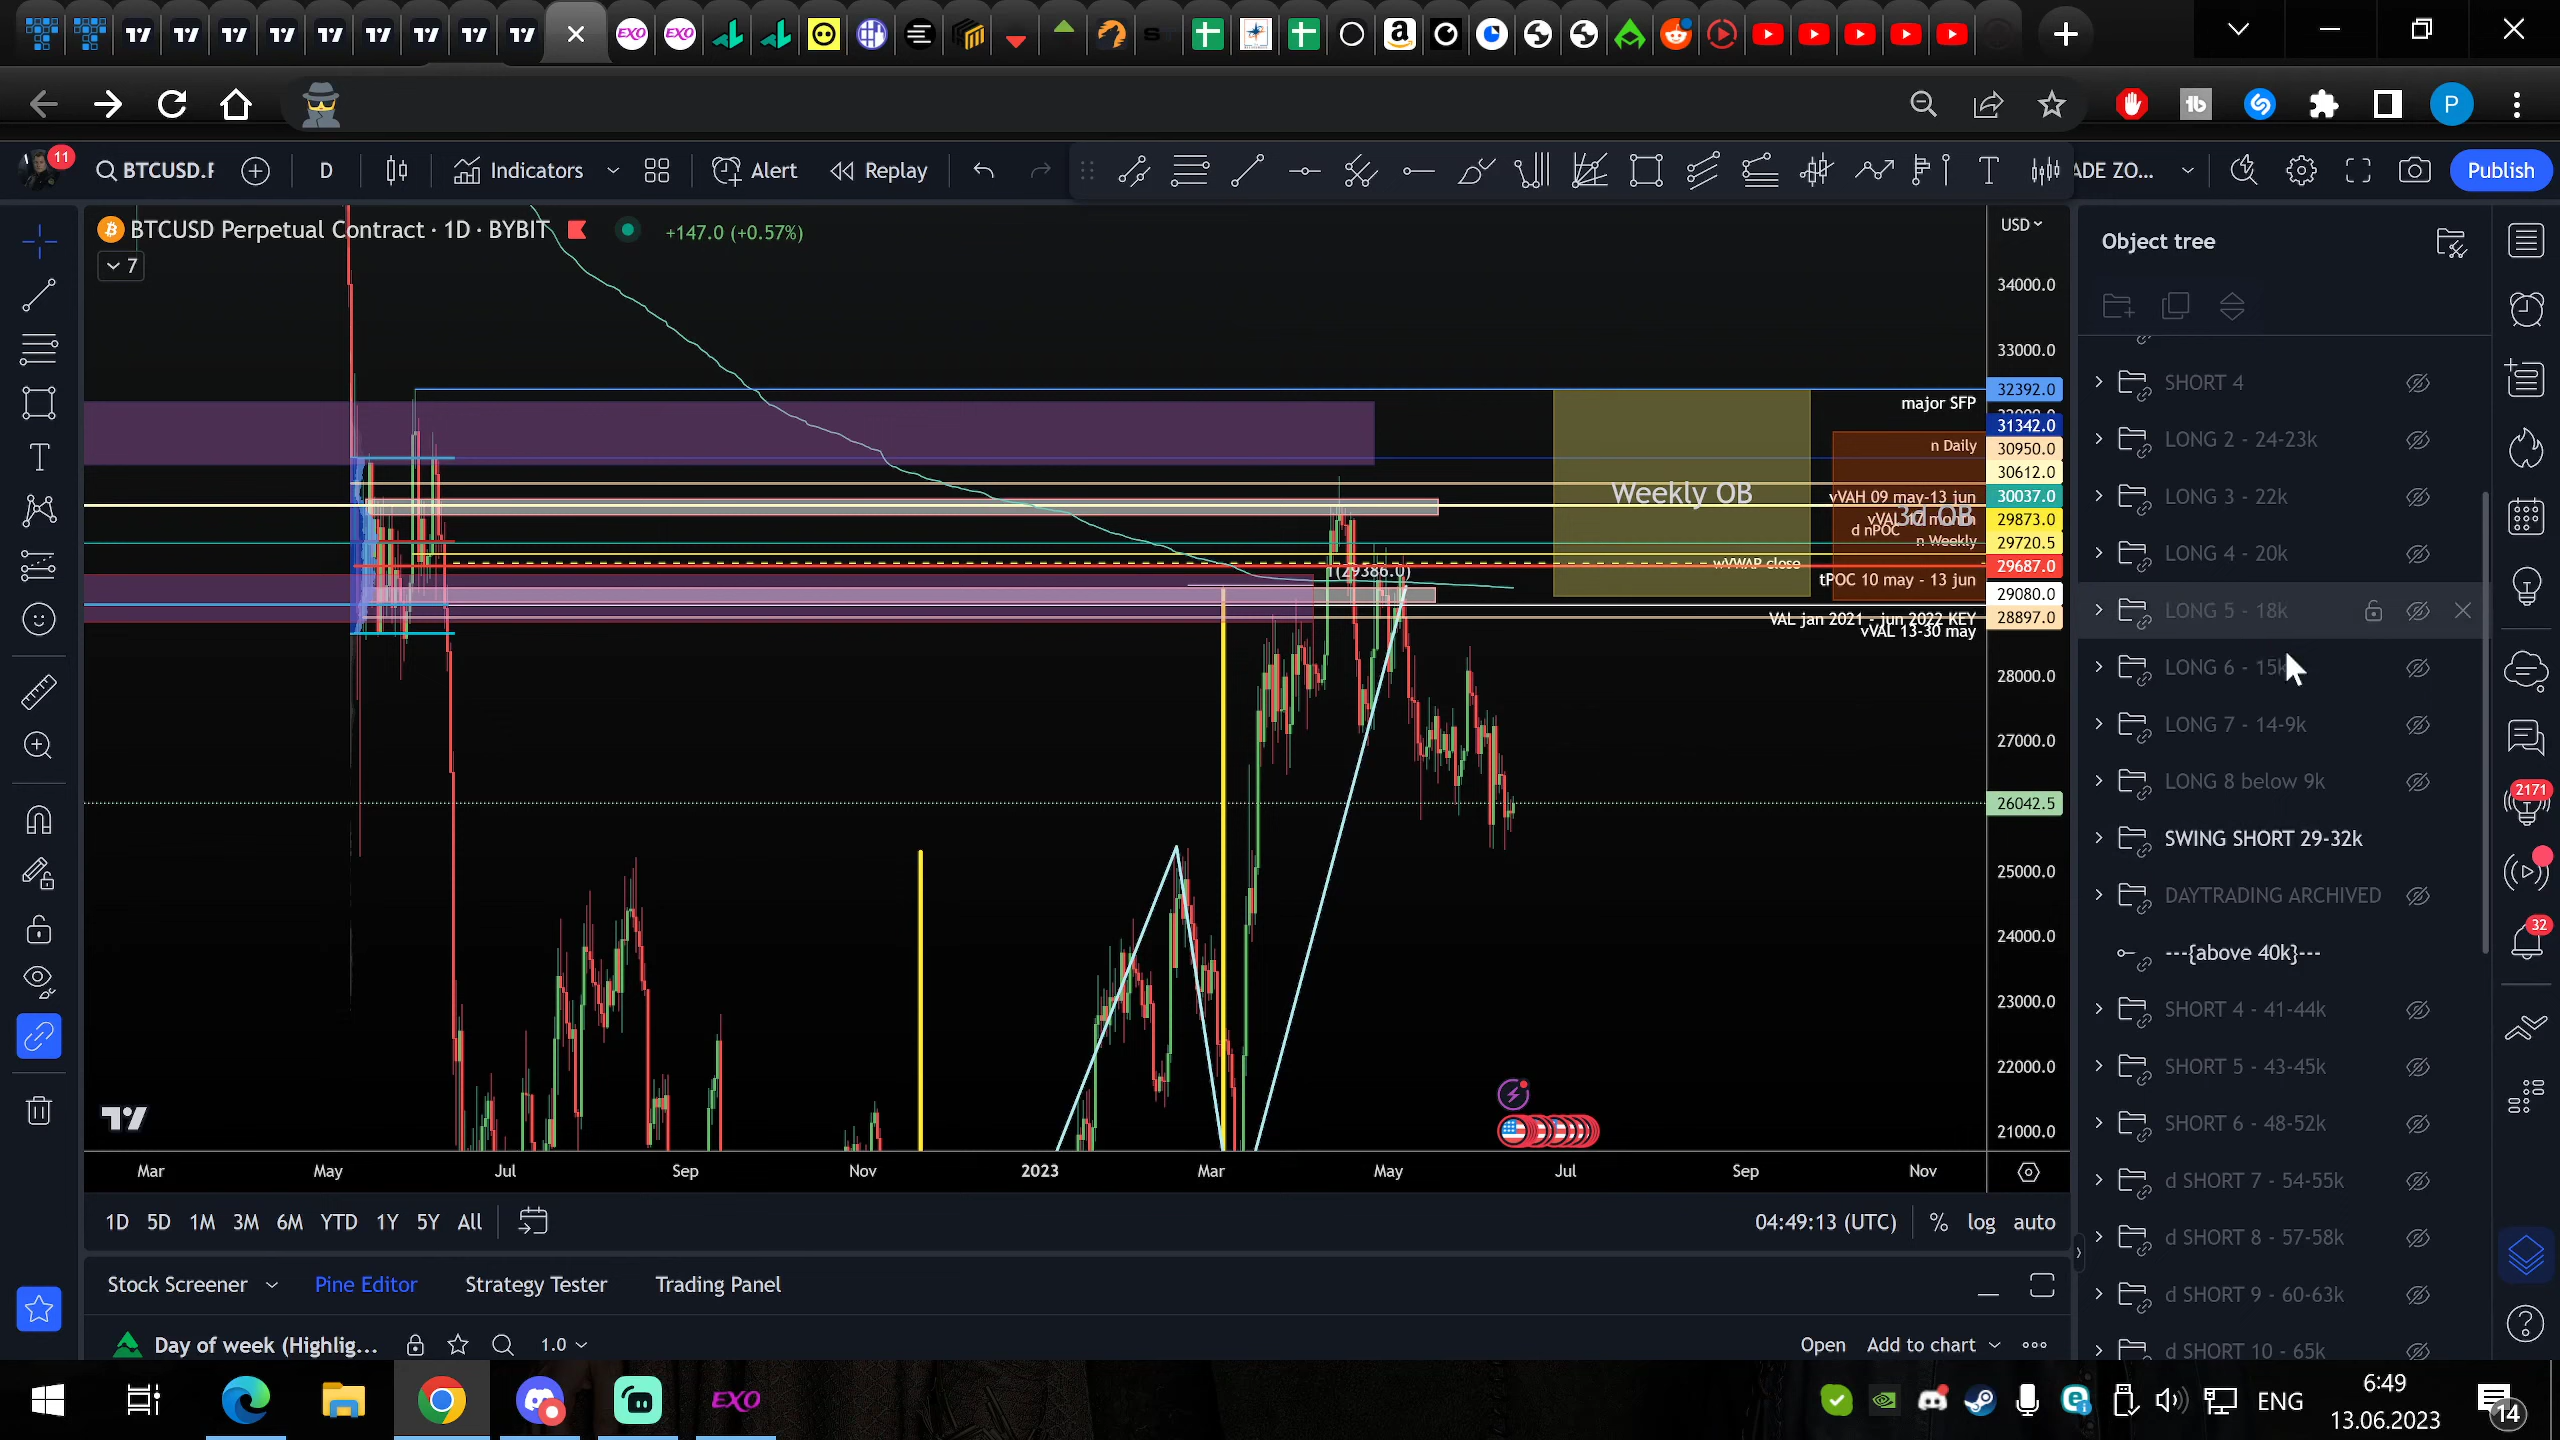 11
BTCUSD.P
D
Indicators
Alert
Replay
ADE ZO...
Publish
P
BTCUSD Perpetual Contract · 1D · BYBIT
+147.0 (+0.57%)
7
USD
34000.0
33000.0
32392.0
31342.0
30950.0
30612.0
30037.0
29873.0
29720.5
29687.0
29080.0
28897.0
28000.0
27000.0
26042.5
25000.0
24000.0
23000.0
22000.0
21000.0
major SFP
n Daily
Weekly OB
vVAH 09 may-13 jun
3d OB
d nPOC
n Weekly
wVWAP close
(29386.0)
tPOC 10 may - 13 jun
VAL jan 2021 - jun 2022 KEY
vVAL 13-30 may
Mar
May
Jul
Sep
Nov
2023
Mar
May
Jul
Sep
Nov
1D 5D 1M 3M 6M YTD 1Y 5Y All
04:49:13 (UTC) % log auto
Stock Screener Pine Editor Strategy Tester Trading Panel
Day of week (Highlig... 1.0 Open Add to chart
Object tree
SHORT 4
LONG 2 - 24-23k
LONG 3 - 22k
LONG 4 - 20k
LONG 5 - 18k
LONG 6 - 15k
LONG 7 - 14-9k
LONG 8 below 9k
SWING SHORT 29-32k
DAYTRADING ARCHIVED
---{above 40k}---
SHORT 4 - 41-44k
SHORT 5 - 43-45k
SHORT 6 - 48-52k
d SHORT 7 - 54-55k
d SHORT 8 - 57-58k
d SHORT 9 - 60-63k
d SHORT 10 - 65k
2171
32
EXO
ENG
6:49
13.06.2023
14